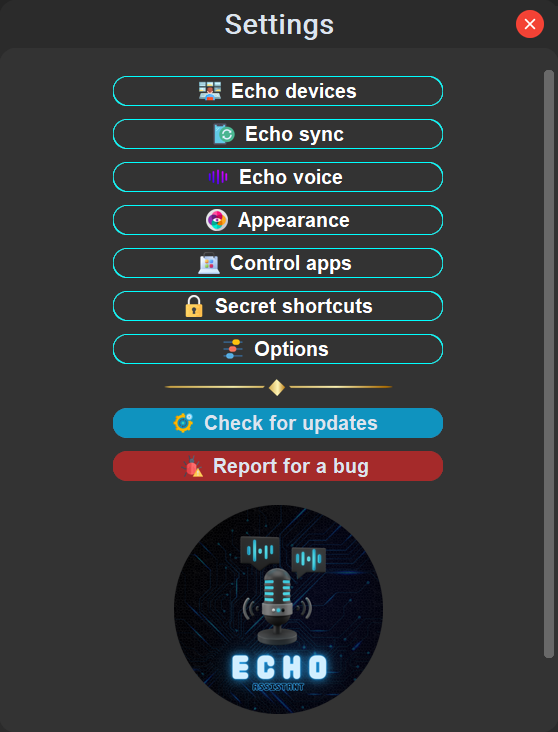 Settings
Echo devices
Echo sync
Echo voice
Appearance
Control apps
Secret shortcuts
Options
Check for updates
Report for a bug
ECHO
ASSISTANT